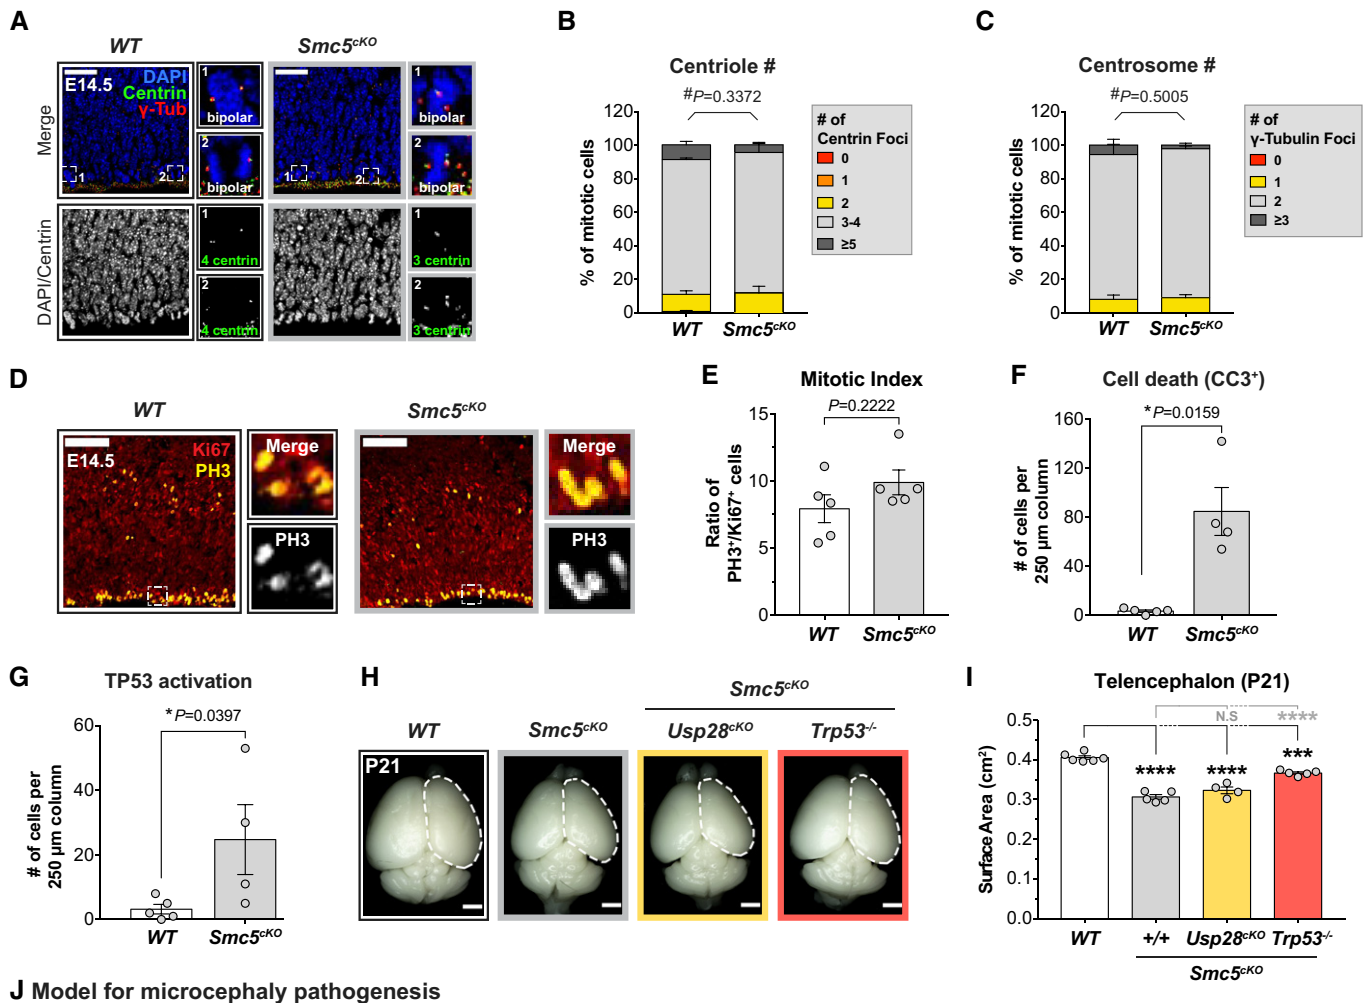 A
WT
Smc5cKO
Merge
E14.5
DAPI
Centrin
γ-Tub
1
2
1
bipolar
2
bipolar
1
2
1
bipolar
2
bipolar
DAPI/Centrin
1
4 centrin
2
4 centrin
1
3 centrin
2
3 centrin
B
Centriole #
#P=0.3372
% of mitotic cells
120
100
80
60
40
20
0
WT
Smc5cKO
# of
Centrin Foci
0
1
2
3-4
≥5
C
Centrosome #
#P=0.5005
% of mitotic cells
120
100
80
60
40
20
0
WT
Smc5cKO
# of
γ-Tubulin Foci
0
1
2
≥3
D
WT
Smc5cKO
E14.5
Ki67
PH3
Merge
PH3
Merge
PH3
E
Mitotic Index
P=0.2222
Ratio of
PH3+/Ki67+ cells
15
10
5
0
WT
Smc5cKO
F
Cell death (CC3+)
*P=0.0159
# of cells per
250 µm column
160
120
80
40
0
WT
Smc5cKO
G
TP53 activation
*P=0.0397
# of cells per
250 µm column
60
40
20
0
WT
Smc5cKO
H
Smc5cKO
WT
Smc5cKO
Usp28cKO
Trp53-/-
P21
I
Telencephalon (P21)
N.S
****
****
****
***
Surface Area (cm2)
0.5
0.4
0.3
0.2
0.1
0.0
WT
+/+
Usp28cKO
Trp53-/-
Smc5cKO
J Model for microcephaly pathogenesis